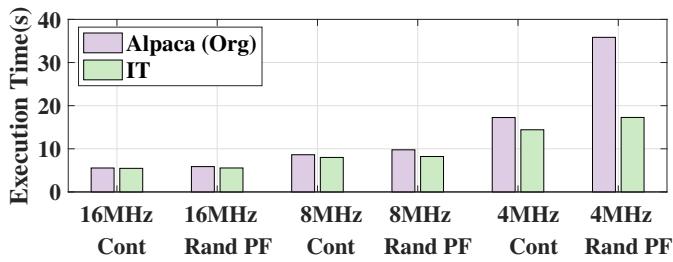 Execution Time(s)
40
30
20
10
0
Alpaca (Org)
IT
16MHz 16MHz 8MHz 8MHz 4MHz 4MHz
Cont Rand PF Cont Rand PF Cont Rand PF